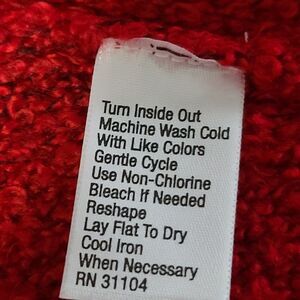 Turn Inside Out
Machine Wash Cold
With Like Colors
Gentle Cycle
Use Non-Chlorine
Bleach If Needed
Reshape
Lay Flat To Dry
Cool Iron
When Necessary
RN 31104